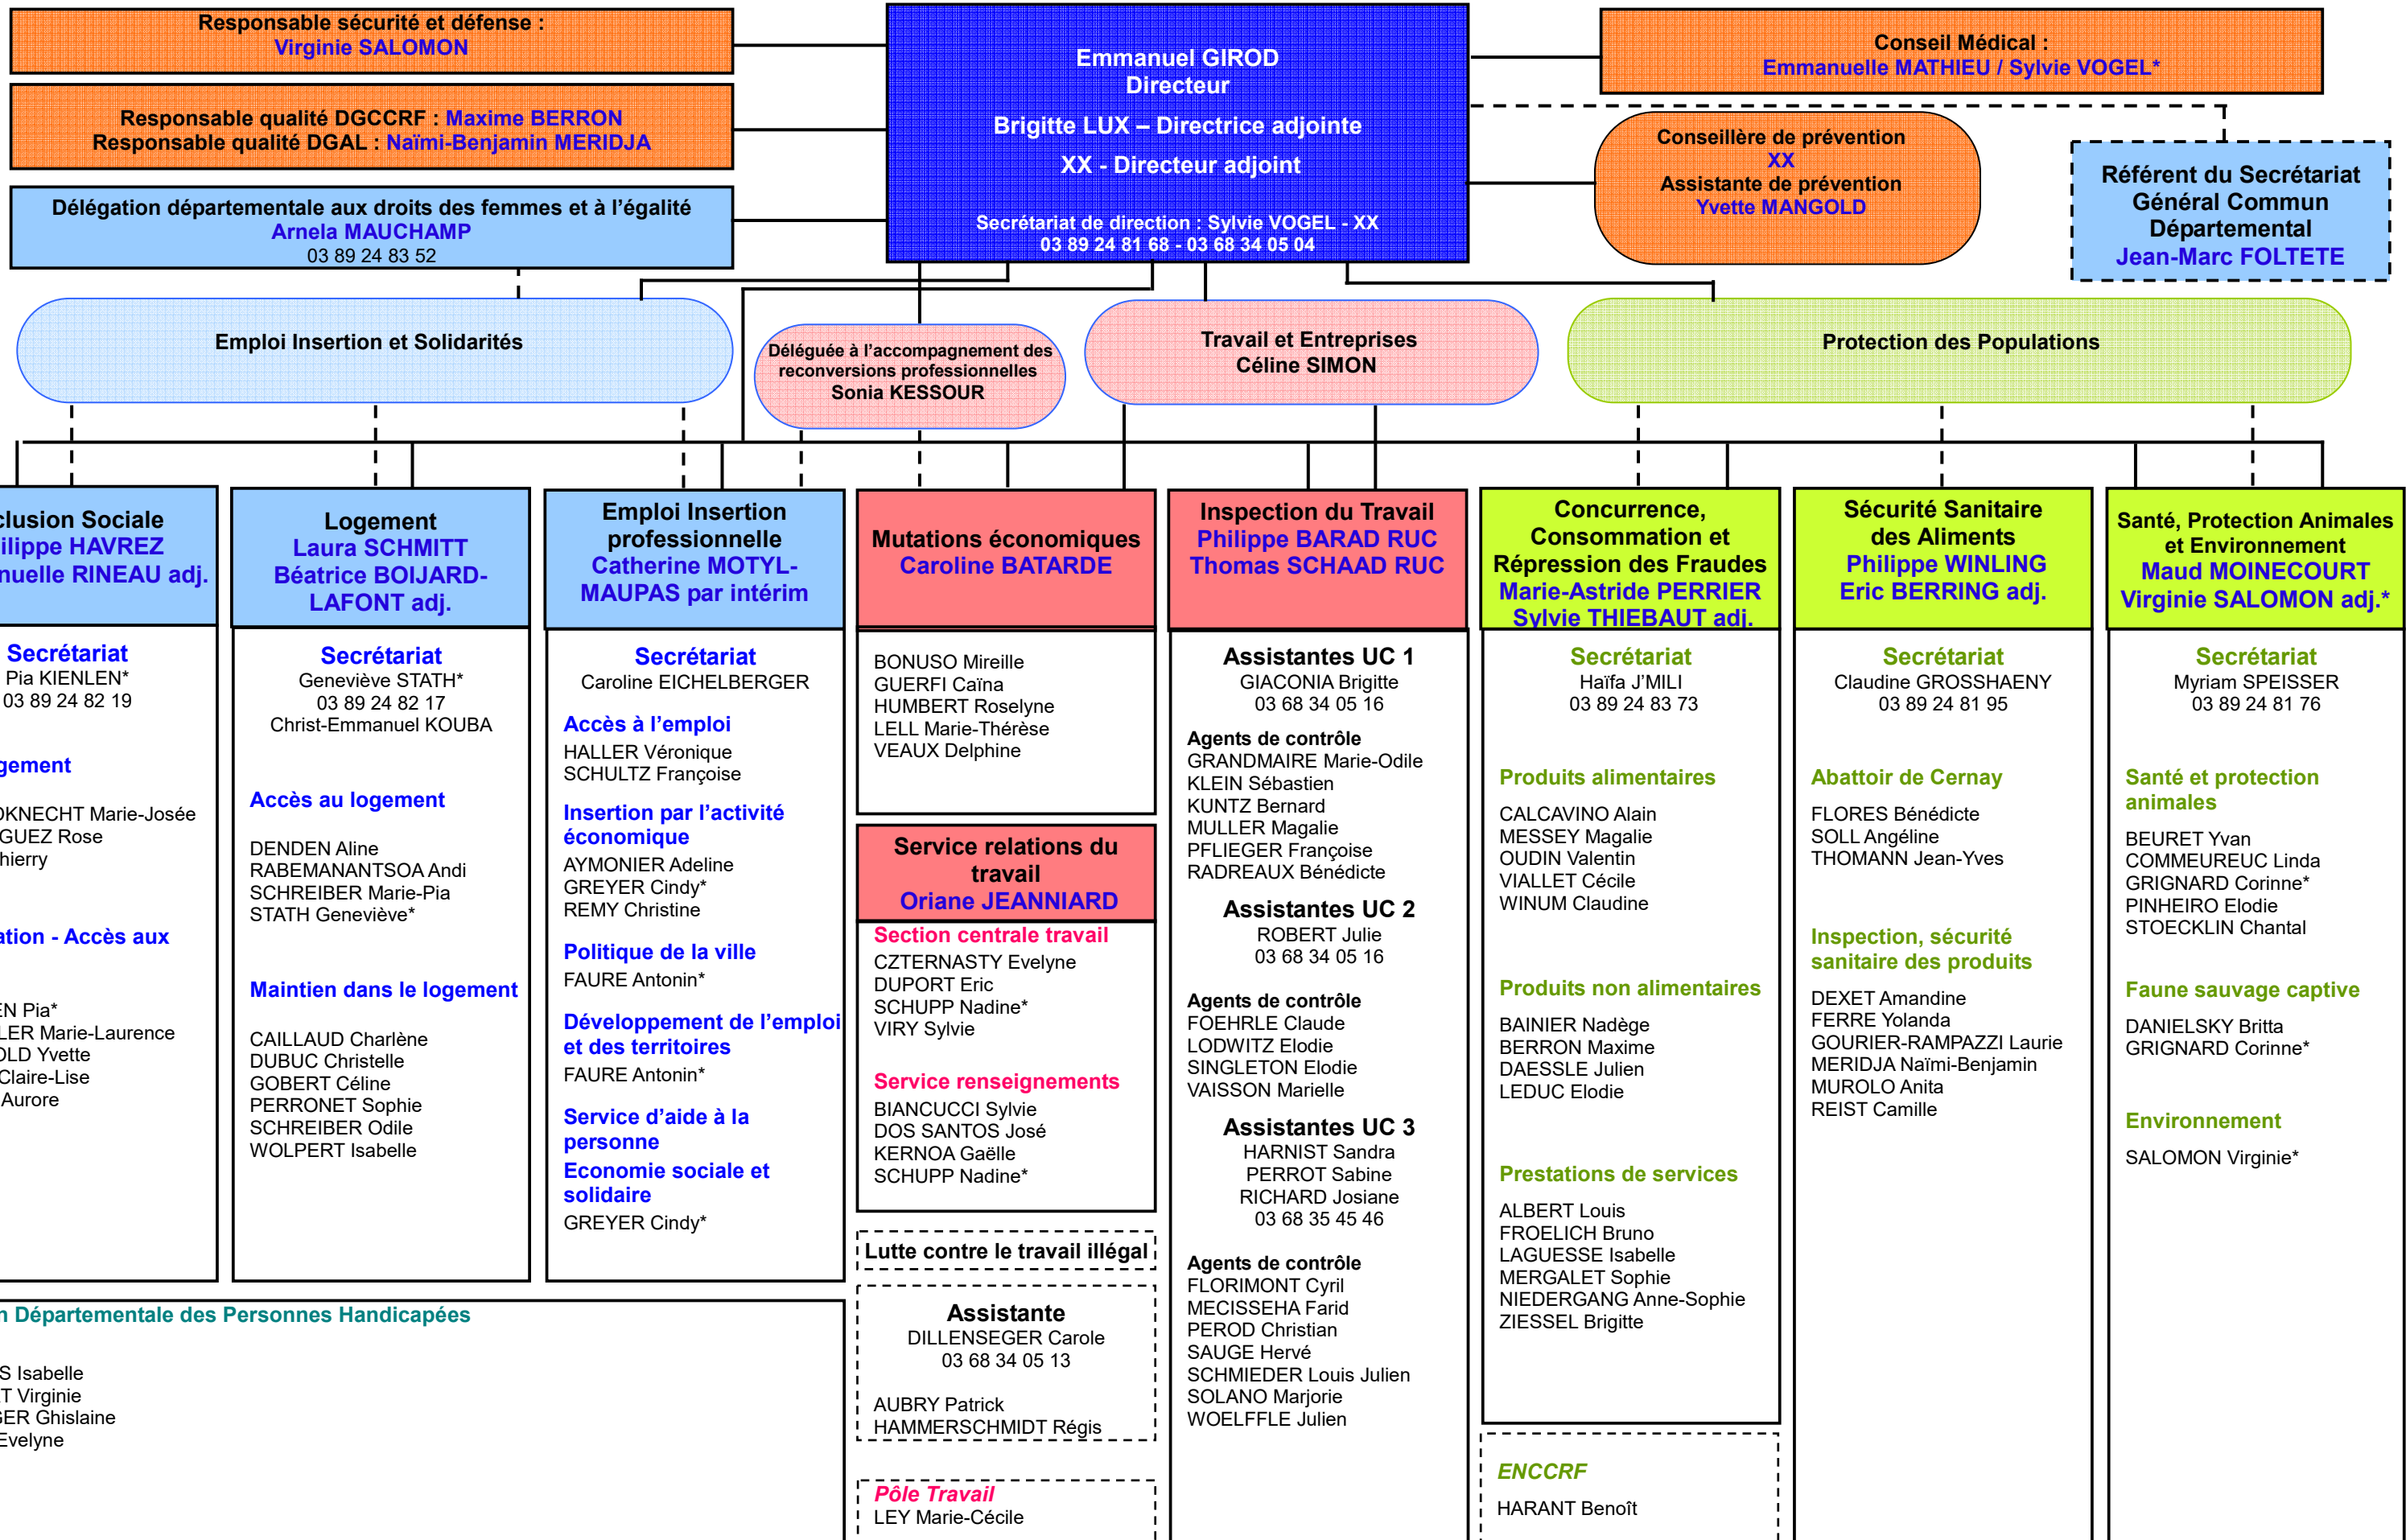 Responsable sécurité et défense :
Virginie SALOMON
Responsable qualité DGCCRF : Maxime BERRON
Responsable qualité DGAL : Naïmi-Benjamin MERIDJA
Délégation départementale aux droits des femmes et à l'égalité
Arnela MAUCHAMP
03 89 24 83 52
Emmanuel GIROD
Directeur
Brigitte LUX – Directrice adjointe
XX - Directeur adjoint
Secrétariat de direction : Sylvie VOGEL - XX
03 89 24 81 68 - 03 68 34 05 04
Conseil Médical :
Emmanuelle MATHIEU / Sylvie VOGEL*
Conseillère de prévention
XX
Assistante de prévention
Yvette MANGOLD
Référent du Secrétariat
Général Commun
Départemental
Jean-Marc FOLTETE
Emploi Insertion et Solidarités
Déléguée à l'accompagnement des
reconversions professionnelles
Sonia KESSOUR
Travail et Entreprises
Céline SIMON
Protection des Populations
clusion Sociale
ilippe HAVREZ
nuelle RINEAU adj.
Secrétariat
Pia KIENLEN*
03 89 24 82 19
gement
OKNECHT Marie-Josée
GUEZ Rose
hierry
ation - Accès aux
EN Pia*
LER Marie-Laurence
OLD Yvette
Claire-Lise
Aurore
Logement
Laura SCHMITT
Béatrice BOIJARD-
LAFONT adj.
Secrétariat
Geneviève STATH*
03 89 24 82 17
Christ-Emmanuel KOUBA
Accès au logement
DENDEN Aline
RABEMANANTSOA Andi
SCHREIBER Marie-Pia
STATH Geneviève*
Maintien dans le logement
CAILLAUD Charlène
DUBUC Christelle
GOBERT Céline
PERRONET Sophie
SCHREIBER Odile
WOLPERT Isabelle
Emploi Insertion
professionnelle
Catherine MOTYL-
MAUPAS par intérim
Secrétariat
Caroline EICHELBERGER
Accès à l'emploi
HALLER Véronique
SCHULTZ Françoise
Insertion par l'activité
économique
AYMONIER Adeline
GREYER Cindy*
REMY Christine
Politique de la ville
FAURE Antonin*
Développement de l'emploi
et des territoires
FAURE Antonin*
Service d'aide à la
personne
Economie sociale et
solidaire
GREYER Cindy*
n Départementale des Personnes Handicapées
S Isabelle
T Virginie
GER Ghislaine
Evelyne
Mutations économiques
Caroline BATARDE
BONUSO Mireille
GUERFI Caïna
HUMBERT Roselyne
LELL Marie-Thérèse
VEAUX Delphine
Service relations du
travail
Oriane JEANNIARD
Section centrale travail
CZTERNASTY Evelyne
DUPORT Eric
SCHUPP Nadine*
VIRY Sylvie
Service renseignements
BIANCUCCI Sylvie
DOS SANTOS José
KERNOA Gaëlle
SCHUPP Nadine*
Lutte contre le travail illégal
Assistante
DILLENSEGER Carole
03 68 34 05 13
AUBRY Patrick
HAMMERSCHMIDT Régis
Pôle Travail
LEY Marie-Cécile
Inspection du Travail
Philippe BARAD RUC
Thomas SCHAAD RUC
Assistantes UC 1
GIACONIA Brigitte
03 68 34 05 16
Agents de contrôle
GRANDMAIRE Marie-Odile
KLEIN Sébastien
KUNTZ Bernard
MULLER Magalie
PFLIEGER Françoise
RADREAUX Bénédicte
Assistantes UC 2
ROBERT Julie
03 68 34 05 16
Agents de contrôle
FOEHRLE Claude
LODWITZ Elodie
SINGLETON Elodie
VAISSON Marielle
Assistantes UC 3
HARNIST Sandra
PERROT Sabine
RICHARD Josiane
03 68 35 45 46
Agents de contrôle
FLORIMONT Cyril
MECISSEHA Farid
PEROD Christian
SAUGE Hervé
SCHMIEDER Louis Julien
SOLANO Marjorie
WOELFFLE Julien
Concurrence,
Consommation et
Répression des Fraudes
Marie-Astride PERRIER
Sylvie THIEBAUT adj.
Secrétariat
Haïfa J'MILI
03 89 24 83 73
Produits alimentaires
CALCAVINO Alain
MESSEY Magalie
OUDIN Valentin
VIALLET Cécile
WINUM Claudine
Produits non alimentaires
BAINIER Nadège
BERRON Maxime
DAESSLE Julien
LEDUC Elodie
Prestations de services
ALBERT Louis
FROELICH Bruno
LAGUESSE Isabelle
MERGALET Sophie
NIEDERGANG Anne-Sophie
ZIESSEL Brigitte
ENCCRF
HARANT Benoît
Sécurité Sanitaire
des Aliments
Philippe WINLING
Eric BERRING adj.
Secrétariat
Claudine GROSSHAENY
03 89 24 81 95
Abattoir de Cernay
FLORES Bénédicte
SOLL Angéline
THOMANN Jean-Yves
Inspection, sécurité
sanitaire des produits
DEXET Amandine
FERRE Yolanda
GOURIER-RAMPAZZI Laurie
MERIDJA Naïmi-Benjamin
MUROLO Anita
REIST Camille
Santé, Protection Animales
et Environnement
Maud MOINECOURT
Virginie SALOMON adj.*
Secrétariat
Myriam SPEISSER
03 89 24 81 76
Santé et protection
animales
BEURET Yvan
COMMEUREUC Linda
GRIGNARD Corinne*
PINHEIRO Elodie
STOECKLIN Chantal
Faune sauvage captive
DANIELSKY Britta
GRIGNARD Corinne*
Environnement
SALOMON Virginie*